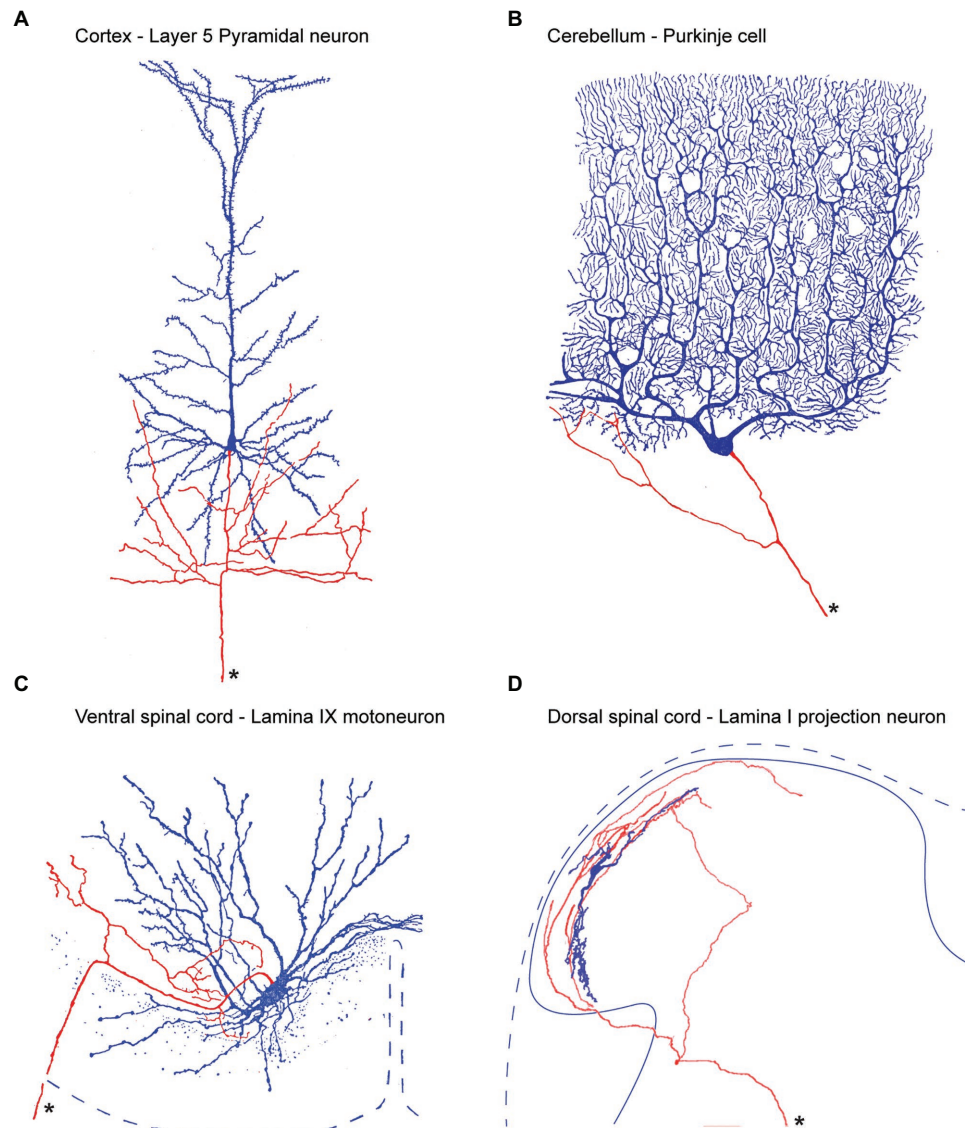 A
Cortex - Layer 5 Pyramidal neuron
B
Cerebellum - Purkinje cell
*
*
C
Ventral spinal cord - Lamina IX motoneuron
D
Dorsal spinal cord - Lamina I projection neuron
*
*